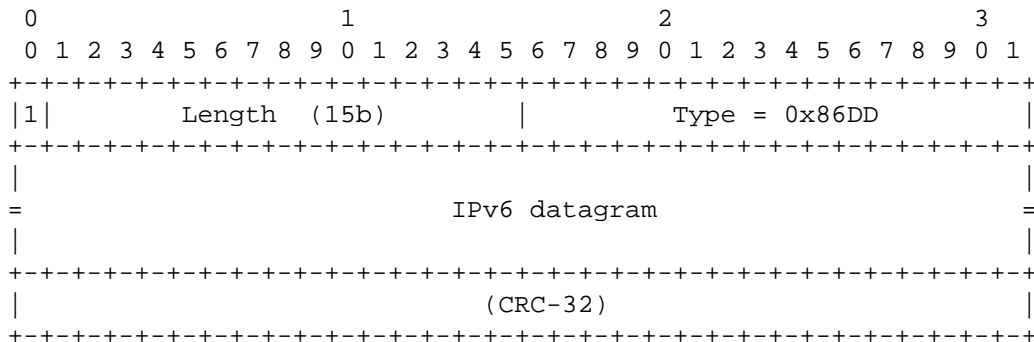 0                   1                   2                   3
 0 1 2 3 4 5 6 7 8 9 0 1 2 3 4 5 6 7 8 9 0 1 2 3 4 5 6 7 8 9 0 1
+-+-+-+-+-+-+-+-+-+-+-+-+-+-+-+-+-+-+-+-+-+-+-+-+-+-+-+-+-+-+-+-+
|1|        Length  (15b)        |         Type = 0x86DD         |
+-+-+-+-+-+-+-+-+-+-+-+-+-+-+-+-+-+-+-+-+-+-+-+-+-+-+-+-+-+-+-+-+
|                                                               |
=                           IPv6 datagram                       =
|                                                               |
+-+-+-+-+-+-+-+-+-+-+-+-+-+-+-+-+-+-+-+-+-+-+-+-+-+-+-+-+-+-+-+-+
|                             (CRC-32)                          |
+-+-+-+-+-+-+-+-+-+-+-+-+-+-+-+-+-+-+-+-+-+-+-+-+-+-+-+-+-+-+-+-+